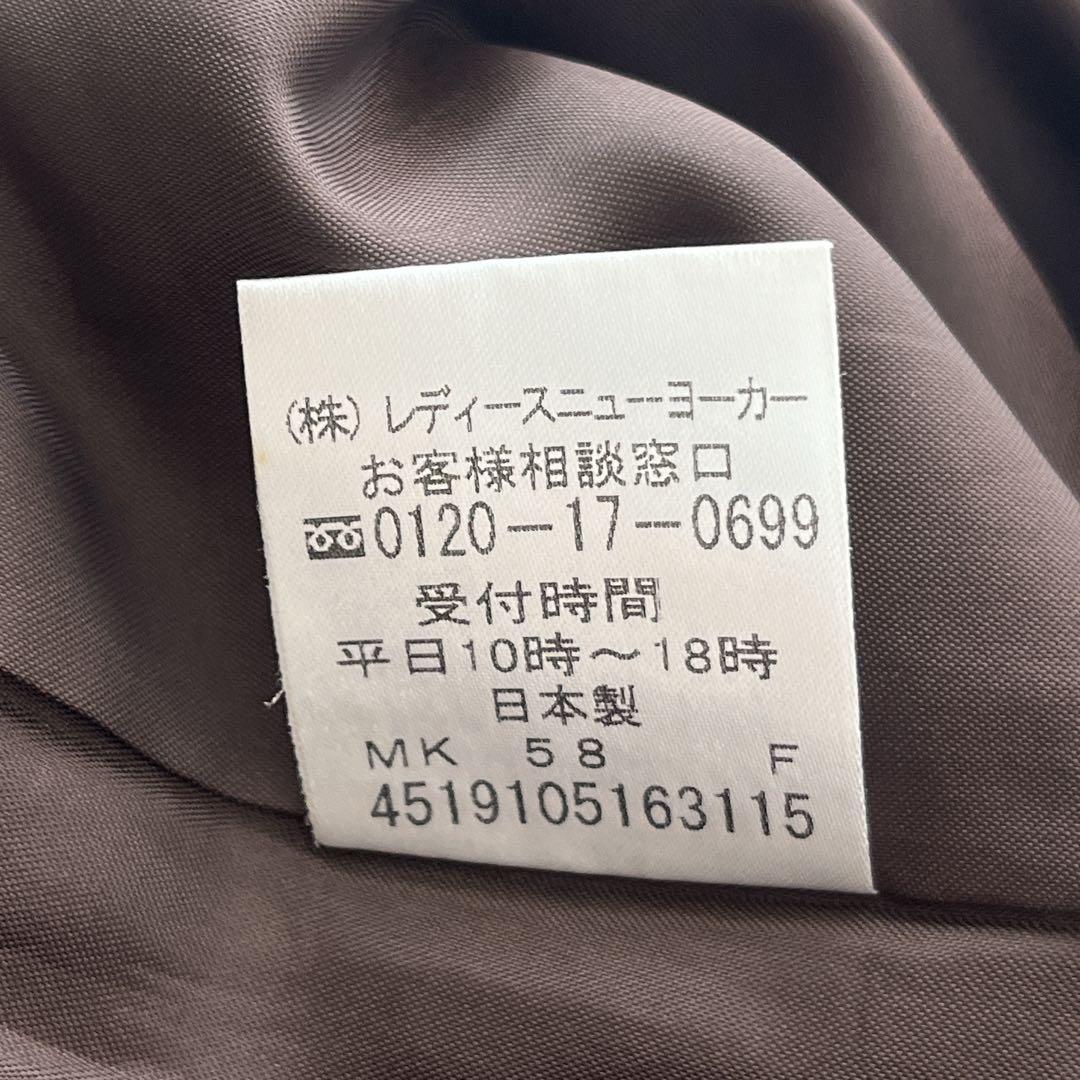 (株)レディースニューヨーカー
お客様相談窓口
0120-17-0699
受付時間
平日10時～18時
日本製
MK 58 F
4519105163115